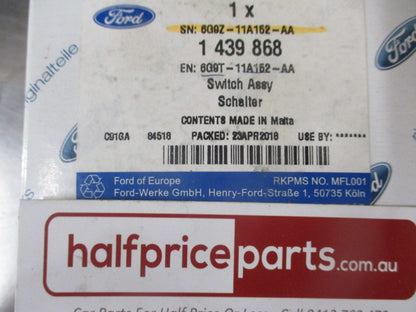 Ford
1 x
SN: 6G9Z-11A152-AA
1 439 868
EN: 6G9T-11A152-AA
Switch Assy
Schalter
CONTENTS MADE IN Malta
C91GA 84516 PACKED: 23APR2018 USE BY: *******
Ford of Europe RKPMS NO. MFL001
Ford-Werke GmbH, Henry-Ford-Straße 1, 50735 Köln
halfpriceparts.com.au